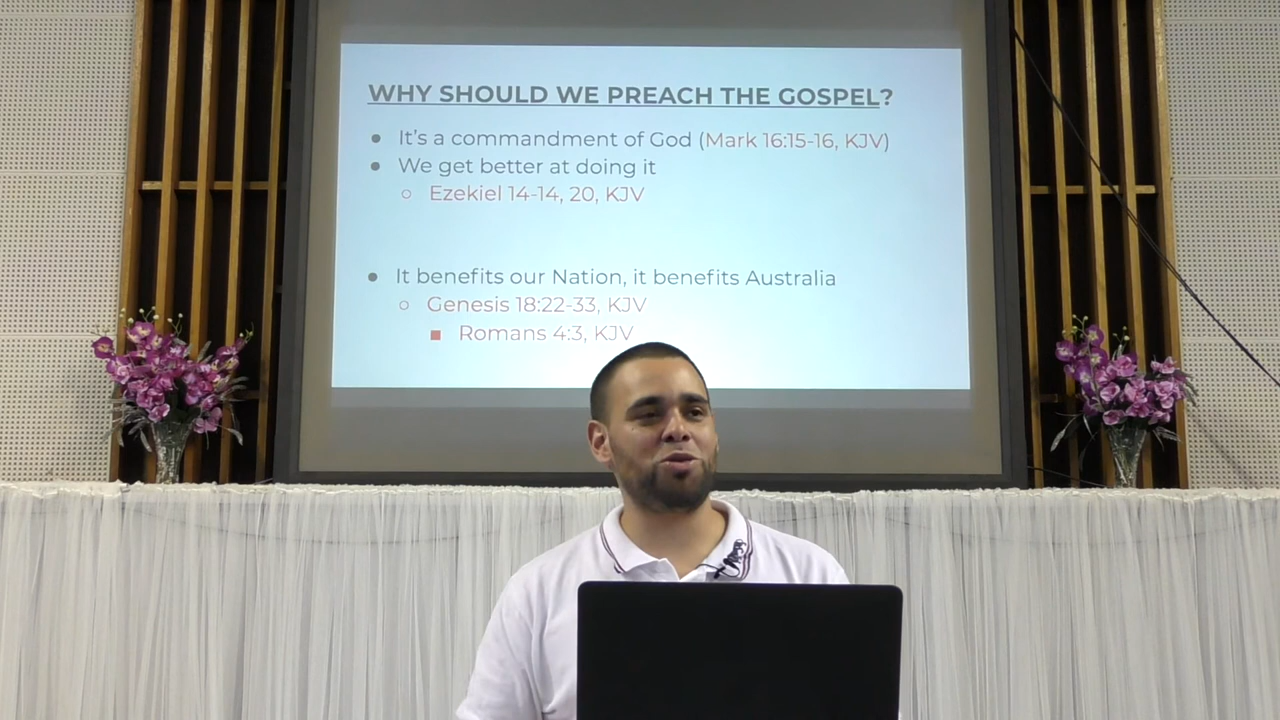 WHY SHOULD WE PREACH THE GOSPEL?
It's a commandment of God (Mark 16:15-16, KJV)
We get better at doing it
Ezekiel 14-14, 20, KJV
It benefits our Nation, it benefits Australia
Genesis 18:22-33, KJV
Romans 4:3, KJV